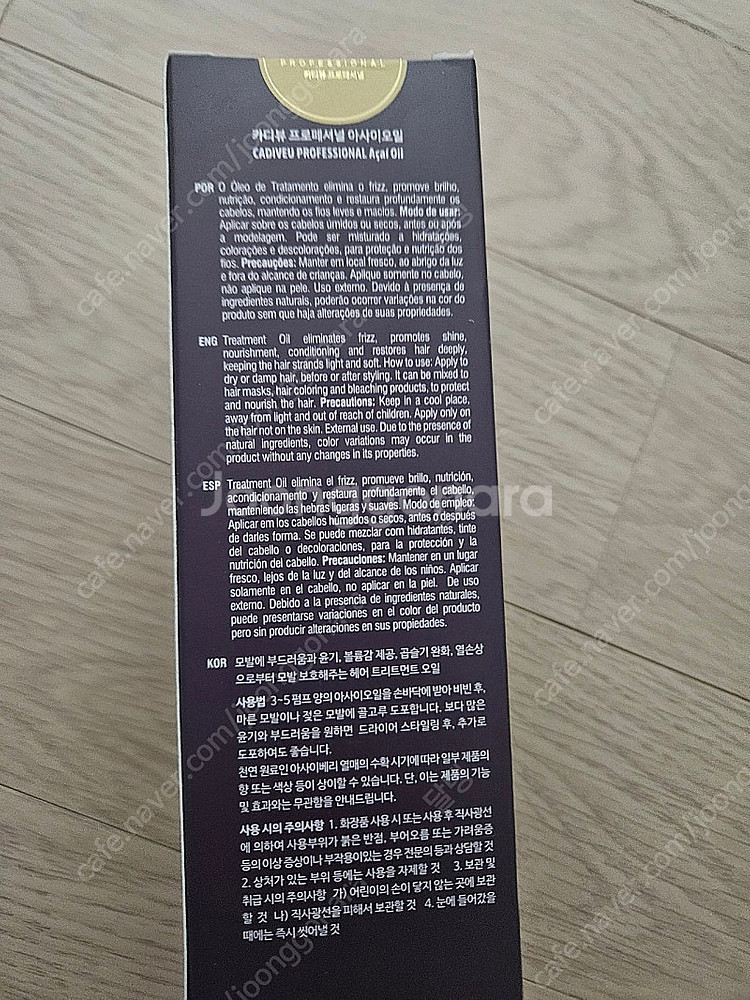 PROFESSIONAL
카디뷰 프로페셔널
카디뷰 프로페셔널 아사이오일
CADIVEU PROFESSIONAL Açaí Oil
POR O Óleo de Tratamento elimina o frizz, promove brilho,
nutrição, condicionamento e restaura profundamente os
cabelos, mantendo os fios leves e macios. Modo de usar:
Aplicar sobre os cabelos úmidos ou secos, antes ou após
a modelagem. Pode ser misturado a hidratações,
colorações e descolorações, para proteção e nutrição dos
fios. Precauções: Manter em local fresco, ao abrigo da luz
e fora do alcance de crianças. Aplique somente no cabelo,
não aplique na pele. Uso externo. Devido à presença de
ingredientes naturais, poderão ocorrer variações na cor do
produto sem que haja alterações de suas propriedades.
ENG Treatment Oil eliminates frizz, promotes shine,
nourishment, conditioning and restores hair deeply,
keeping the hair strands light and soft. How to use: Apply to
dry or damp hair, before or after styling. It can be mixed to
hair masks, hair coloring and bleaching products, to protect
and nourish the hair. Precautions: Keep in a cool place,
away from light and out of reach of children. Apply only on
the hair not on the skin. External use. Due to the presence of
natural ingredients, color variations may occur in the
product without any changes in its properties.
ESP Treatment Oil elimina el frizz, promueve brillo, nutrición,
acondicionamento y restaura profundamente el cabello,
manteniendo las hebras ligeras y suaves. Modo de empleo:
Aplicar em los cabellos húmedos o secos, antes o después
de darles forma. Se puede mezclar com hidratantes, tinte
del cabello o decoloraciones, para la protección y la
nutrición del cabello. Precauciones: Mantener en un lugar
fresco, lejos de la luz y del alcance de los niños. Aplicar
solamente en el cabello, no aplicar en la piel. De uso
externo. Debido a la presencia de ingredientes naturales,
puede presentarse variaciones en el color del producto
pero sin producir alteraciones en sus propiedades.
KOR 모발에 부드러움과 윤기, 볼륨감 제공, 곱슬기 완화, 열손상
으로부터 모발 보호해주는 헤어 트리트먼트 오일
사용법 3~5펌프 양의 아사이오일을 손바닥에 받아 비빈 후,
마른 모발이나 젖은 모발에 골고루 도포합니다. 보다 많은
윤기와 부드러움을 원하면 드라이어 스타일링 후, 추가로
도포하여도 좋습니다.
천연 원료인 아사이베리 열매의 수확 시기에 따라 일부 제품의
향 또는 색상 등이 상이할 수 있습니다. 단, 이는 제품의 기능
및 효과와는 무관함을 안내드립니다.
사용 시의 주의사항 1. 화장품 사용 시 또는 사용 후 직사광선
에 의하여 사용부위가 붉은 반점, 부어오름 또는 가려움증
등의 이상 증상이나 부작용이 있는 경우 전문의 등과 상담할 것
2. 상처가 있는 부위 등에는 사용을 자제할 것 3. 보관 및
취급 시의 주의사항 가) 어린이의 손이 닿지 않는 곳에 보관
할 것 나) 직사광선을 피해서 보관할 것 4. 눈에 들어갔을
때에는 즉시 씻어낼 것
Joonggonara
cafe.naver.com/joonggonara